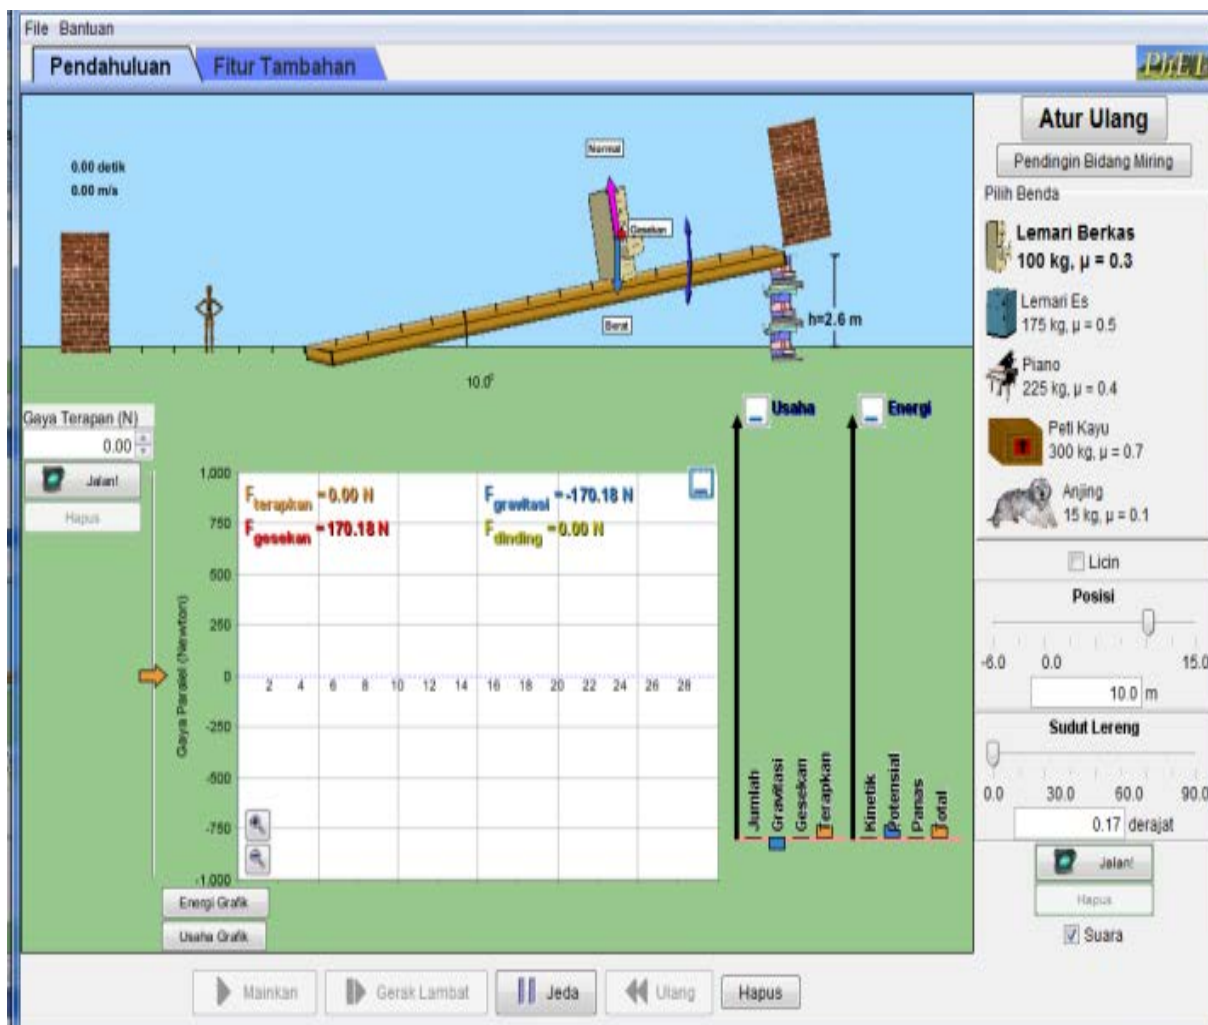 File Bantuan
Pendahuluan
Fitur Tambahan
PhET
0.00 detik
0.00 m/s
Normal
Gesekan
Berat
h=2.6 m
10.0°
Gaya Terapan (N)
0.00
Jalan!
Hapus
Fterapkan = 0.00 N
Fgravitasi = -170.18 N
Fgesekan = 170.18 N
Fdinding = 0.00 N
Gaya Paralel (Newton)
1,000
750
500
250
0
-250
-500
-750
-1,000
2 4 6 8 10 12 14 16 18 20 22 24 26 28
Energi Grafik
Usaha Grafik
Usaha
Jumlah
Gravitasi
Gesekan
Terapkan
Energi
Kinetik
Potensial
Panas
Total
Atur Ulang
Pendingin Bidang Miring
Pilih Benda
Lemari Berkas
100 kg, μ = 0.3
Lemari Es
175 kg, μ = 0.5
Piano
225 kg, μ = 0.4
Peti Kayu
300 kg, μ = 0.7
Anjing
15 kg, μ = 0.1
Licin
Posisi
-6.0 0.0 15.0
10.0 m
Sudut Lereng
0.0 30.0 60.0 90.0
0.17 derajat
Jalan!
Hapus
Suara
Mainkan
Gerak Lambat
Jeda
Ulang
Hapus